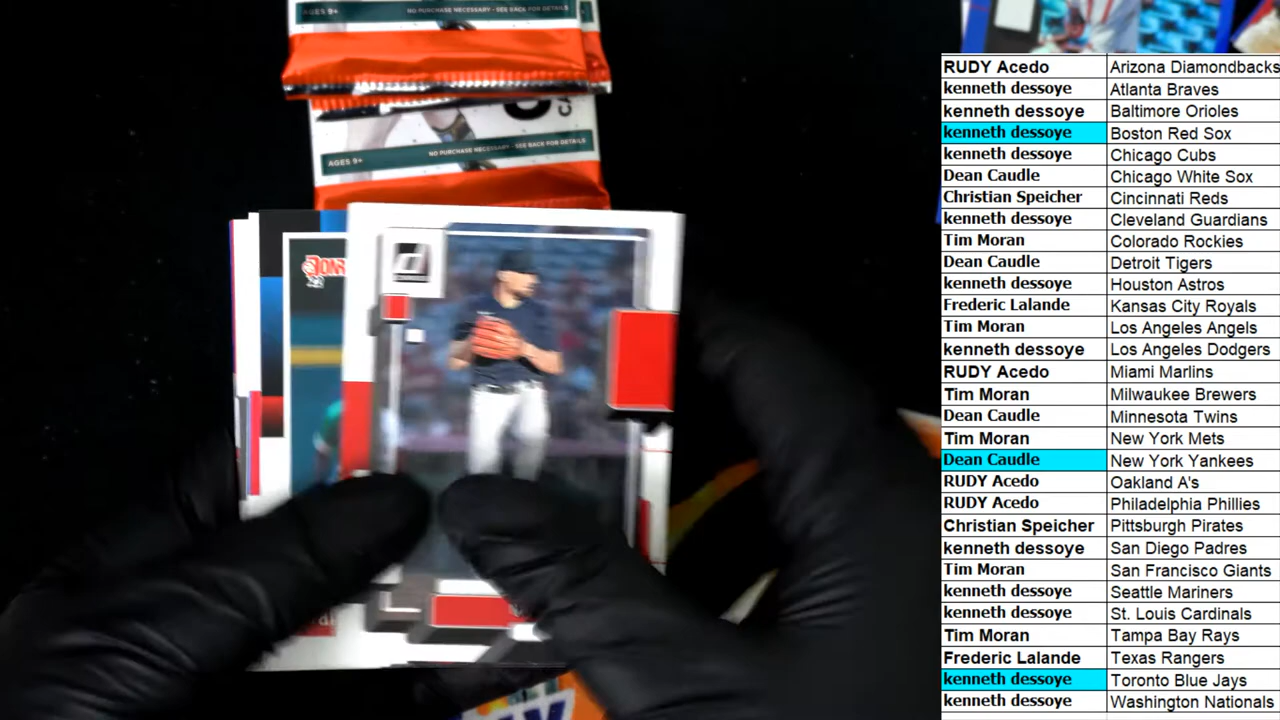 AGES 9+ NO PURCHASE NECESSARY - SEE BACK FOR DETAILS
AGES 9+ NO PURCHASE NECESSARY - SEE BACK FOR DETAILS
RUDY Acedo Arizona Diamondbacks
kenneth dessoye Atlanta Braves
kenneth dessoye Baltimore Orioles
kenneth dessoye Boston Red Sox
kenneth dessoye Chicago Cubs
Dean Caudle Chicago White Sox
Christian Speicher Cincinnati Reds
kenneth dessoye Cleveland Guardians
Tim Moran Colorado Rockies
Dean Caudle Detroit Tigers
kenneth dessoye Houston Astros
Frederic Lalande Kansas City Royals
Tim Moran Los Angeles Angels
kenneth dessoye Los Angeles Dodgers
RUDY Acedo Miami Marlins
Tim Moran Milwaukee Brewers
Dean Caudle Minnesota Twins
Tim Moran New York Mets
Dean Caudle New York Yankees
RUDY Acedo Oakland A's
RUDY Acedo Philadelphia Phillies
Christian Speicher Pittsburgh Pirates
kenneth dessoye San Diego Padres
Tim Moran San Francisco Giants
kenneth dessoye Seattle Mariners
kenneth dessoye St. Louis Cardinals
Tim Moran Tampa Bay Rays
Frederic Lalande Texas Rangers
kenneth dessoye Toronto Blue Jays
kenneth dessoye Washington Nationals